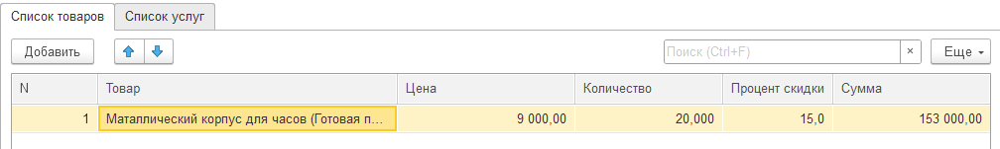 Список товаров Список услуг
Добавить Поиск (Ctrl+F) × Еще
N Товар Цена Количество Процент скидки Сумма
1 Маталлический корпус для часов (Готовая п... 9 000,00 20,000 15,0 153 000,00